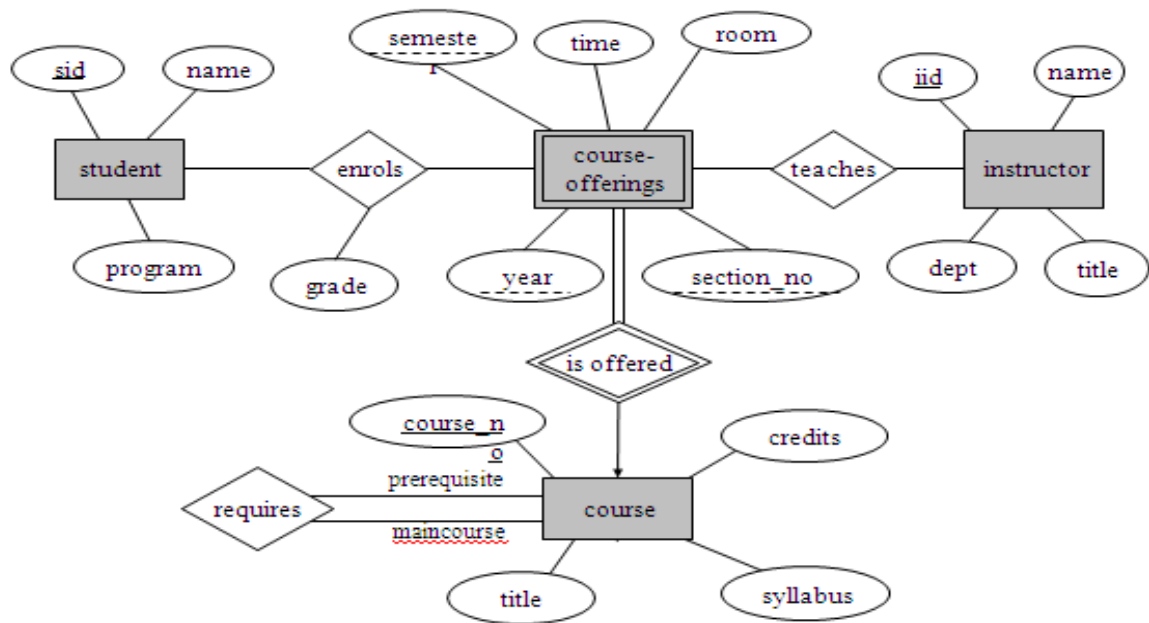 semeste
r
time
room
sid
name
iid
name
student
enrols
course-
offerings
teaches
instructor
program
grade
year
section_no
dept
title
is offered
course_n
o
credits
prerequisite
requires
course
maincourse
title
syllabus